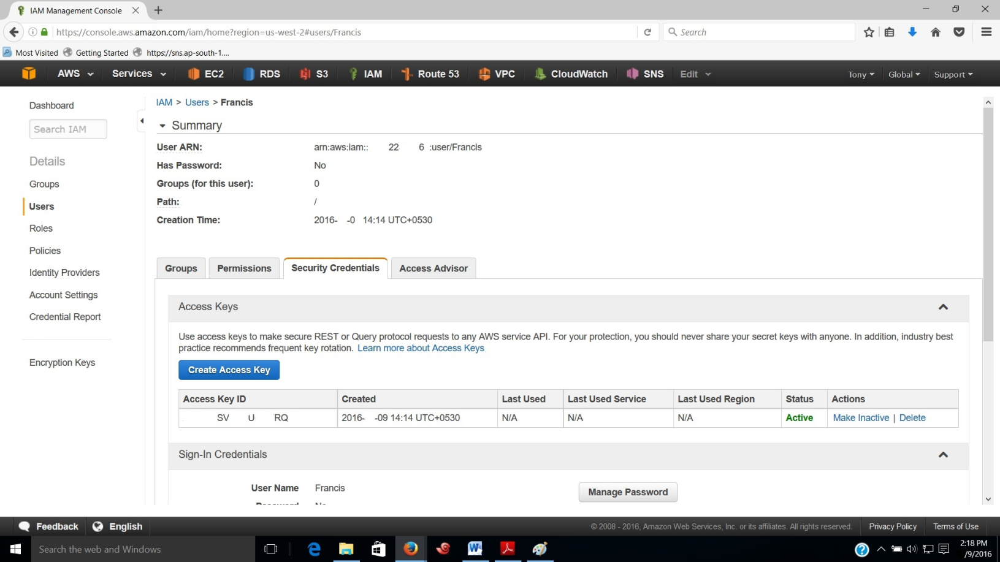 IAM Management Console
https://console.aws.amazon.com/iam/home?region=us-west-2#users/Francis
Search
Most Visited Getting Started https://sns.ap-south-1....
AWS Services EC2 RDS S3 IAM Route 53 VPC CloudWatch SNS Edit Tony Global Support
Dashboard
Search IAM
Details
Groups
Users
Roles
Policies
Identity Providers
Account Settings
Credential Report
Encryption Keys
IAM > Users > Francis
Summary
User ARN: arn:aws:iam:: 22 6 :user/Francis
Has Password: No
Groups (for this user): 0
Path: /
Creation Time: 2016- -0 14:14 UTC+0530
Groups Permissions Security Credentials Access Advisor
Access Keys
Use access keys to make secure REST or Query protocol requests to any AWS service API. For your protection, you should never share your secret keys with anyone. In addition, industry best
practice recommends frequent key rotation. Learn more about Access Keys
Create Access Key
Access Key ID Created Last Used Last Used Service Last Used Region Status Actions
SV U RQ 2016- -09 14:14 UTC+0530 N/A N/A N/A Active Make Inactive | Delete
Sign-In Credentials
User Name Francis
Manage Password
Feedback English © 2008 - 2016, Amazon Web Services, Inc. or its affiliates. All rights reserved. Privacy Policy Terms of Use
Search the web and Windows
2:18 PM
/9/2016